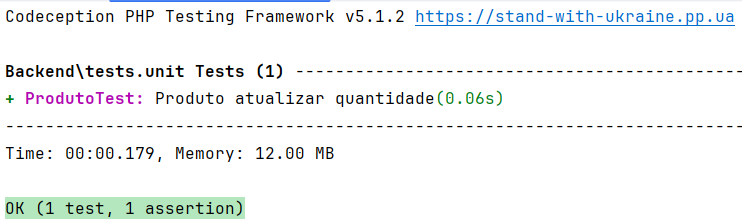 Codeception PHP Testing Framework v5.1.2 https://stand-with-ukraine.pp.ua
Backend\tests.unit Tests (1) ---------------------------------------------
+ ProdutoTest: Produto atualizar quantidade(0.06s)
--------------------------------------------------------------------------
Time: 00:00.179, Memory: 12.00 MB
OK (1 test, 1 assertion)